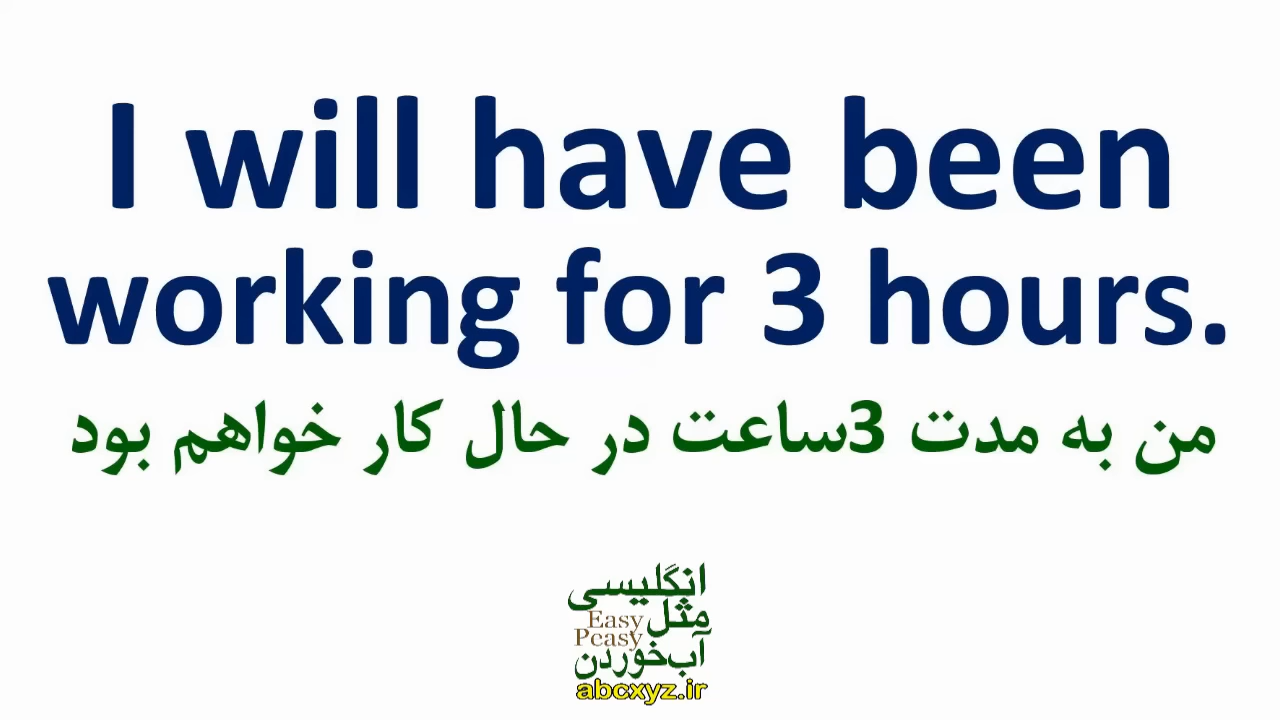 I will have been
working for 3 hours.
من به مدت 3ساعت در حال کار خواهم بود
انگلیسی
مثل
Easy
Peasy
آب‌خوردن
abcxyz.ir